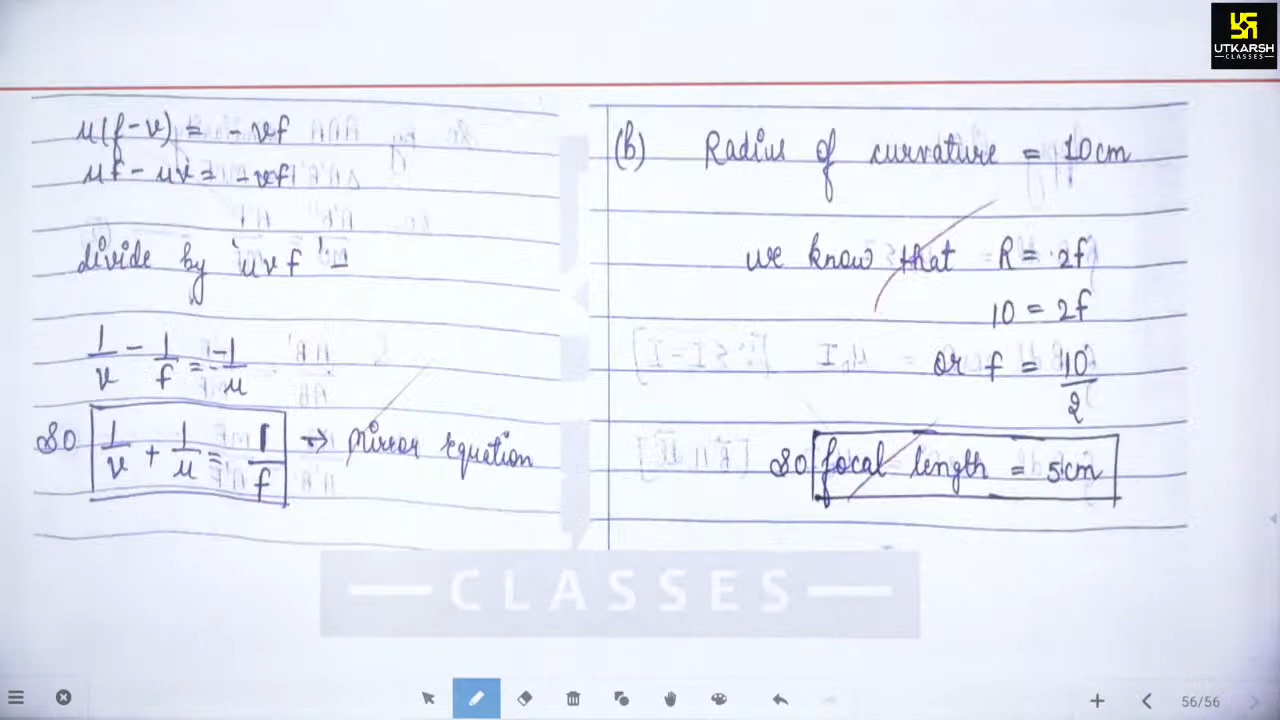 UTKARSH
CLASSES
u(f-v) = - vf
uf - uv = - vf
divide by 'uvf' =
1/v - 1/f = -1/u
SO 1/v + 1/u = 1/f → Mirror Equation
(b) Radius of curvature = 10cm
we know that R = 2f
10 = 2f
or f = 10/2
SO focal length = 5cm
CLASSES
56/56